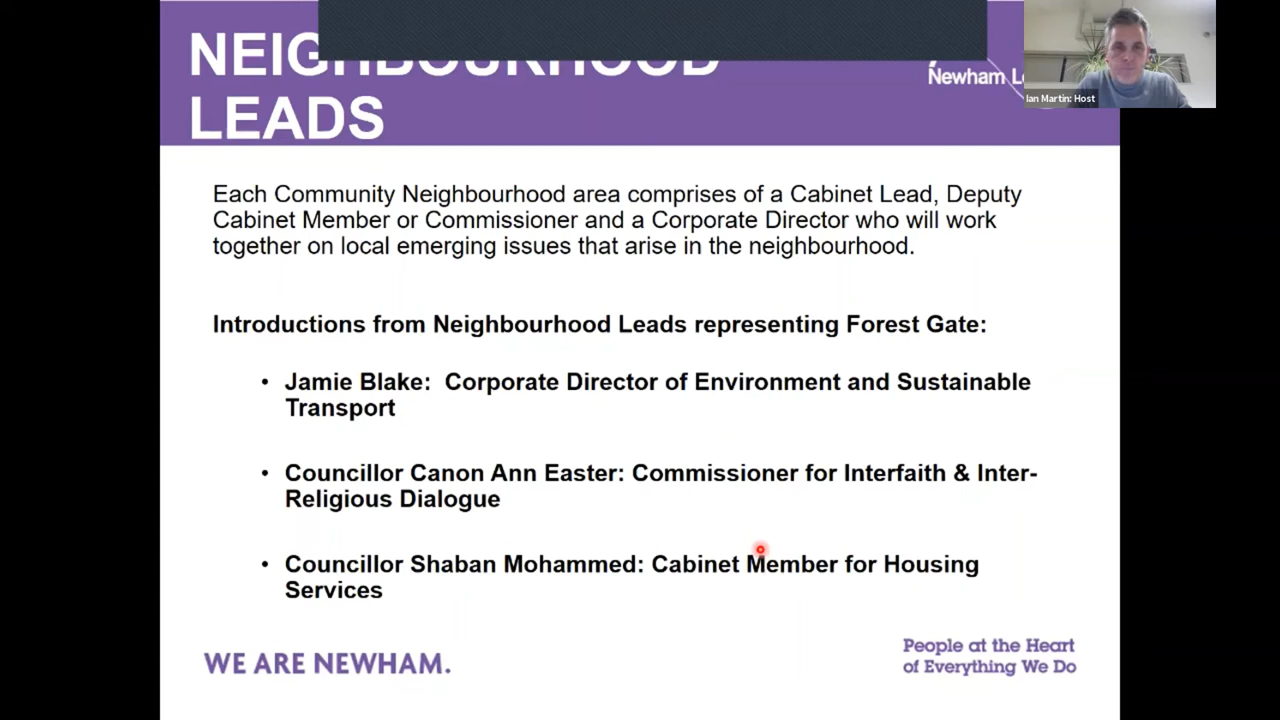 NEIGHBOURHOOD
LEADS
Newham
Ian Martin: Host
Each Community Neighbourhood area comprises of a Cabinet Lead, Deputy
Cabinet Member or Commissioner and a Corporate Director who will work
together on local emerging issues that arise in the neighbourhood.
Introductions from Neighbourhood Leads representing Forest Gate:
• Jamie Blake: Corporate Director of Environment and Sustainable
Transport
• Councillor Canon Ann Easter: Commissioner for Interfaith & Inter-
Religious Dialogue
• Councillor Shaban Mohammed: Cabinet Member for Housing
Services
WE ARE NEWHAM.
People at the Heart
of Everything We Do